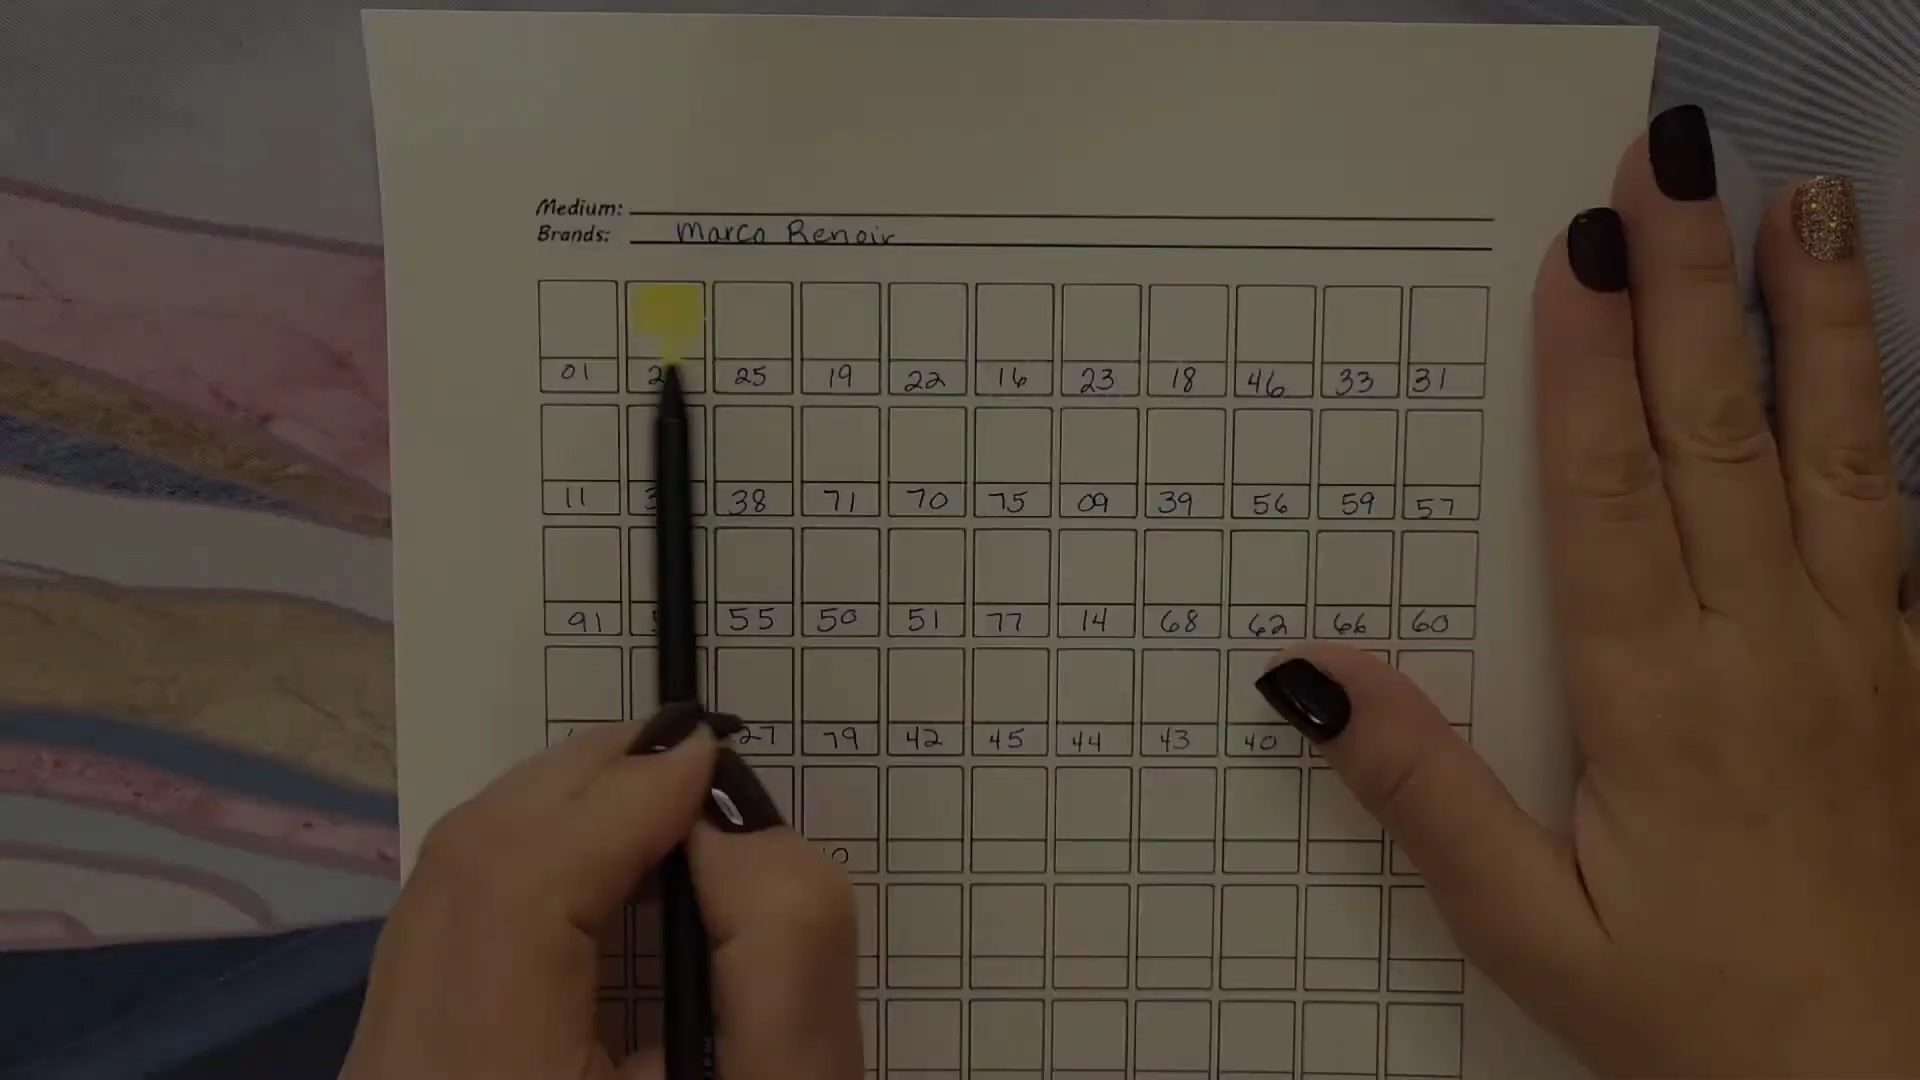 Medium:
Brands: Marco Renoir
01 25 19 22 16 23 18 46 33 31
11 38 71 70 75 09 39 56 59 57
91 55 50 51 77 14 68 62 66 60
27 79 42 45 44 43 40